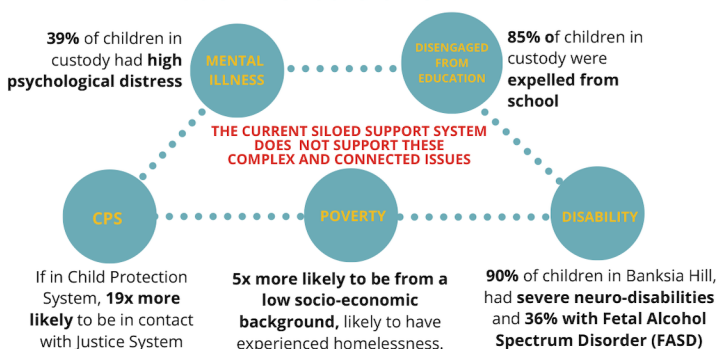 39% of children in
custody had high
psychological distress
MENTAL
ILLNESS
DISENGAGED
FROM
EDUCATION
85% of children in
custody were
expelled from
school
THE CURRENT SILOED SUPPORT SYSTEM
DOES NOT SUPPORT THESE
COMPLEX AND CONNECTED ISSUES
CPS
POVERTY
DISABILITY
If in Child Protection
System, 19x more
likely to be in contact
with Justice System
5x more likely to be from a
low socio-economic
background, likely to have
experienced homelessness.
90% of children in Banksia Hill,
had severe neuro-disabilities
and 36% with Fetal Alcohol
Spectrum Disorder (FASD)